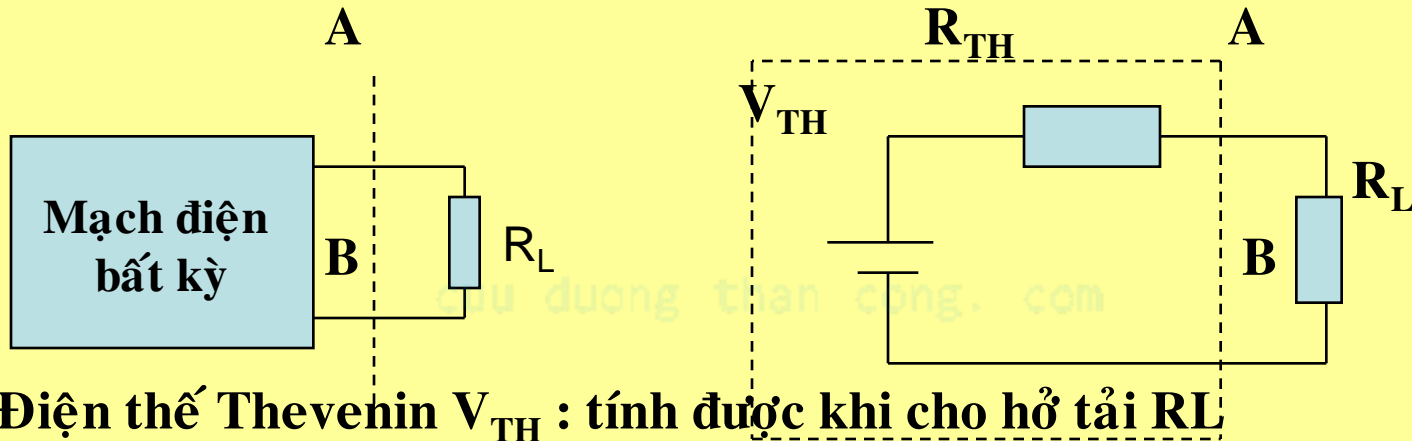 A
Mạch điện
bất kỳ
B
R_L
R_TH
A
V_TH
R_L
B
cuu duong than cong. com
Điện thế Thevenin V_TH : tính được khi cho hở tải RL